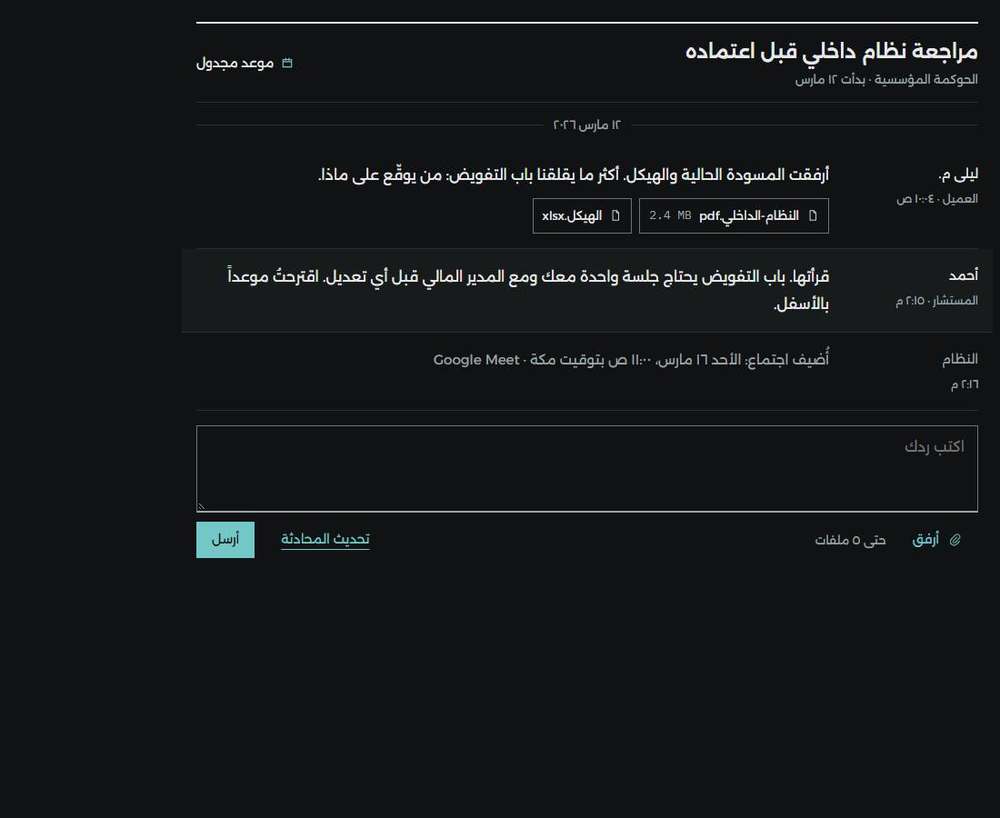 مراجعة نظام داخلي قبل اعتماده
موعد مجدول
الحوكمة المؤسسية · بدأت ١٢ مارس
١٢ مارس ٢٠٢٦
ليلى م.
العميل · ١٠:٠٤ ص
أرفقت المسودة الحالية والهيكل. أكثر ما يقلقنا باب التفويض: من يوقّع على ماذا.
النظام-الداخلي.pdf 2.4 MB
الهيكل.xlsx
أحمد
المستشار · ٢:١٥ م
قرأتها. باب التفويض يحتاج جلسة واحدة معك ومع المدير المالي قبل أي تعديل. اقترحتُ موعداً
بالأسفل.
النظام
٢:١٦ م
أُضيف اجتماع: الأحد ١٦ مارس، ١١:٠٠ ص بتوقيت مكة · Google Meet
اكتب ردك
أرفق
حتى ٥ ملفات
تحديث المحادثة
أرسل